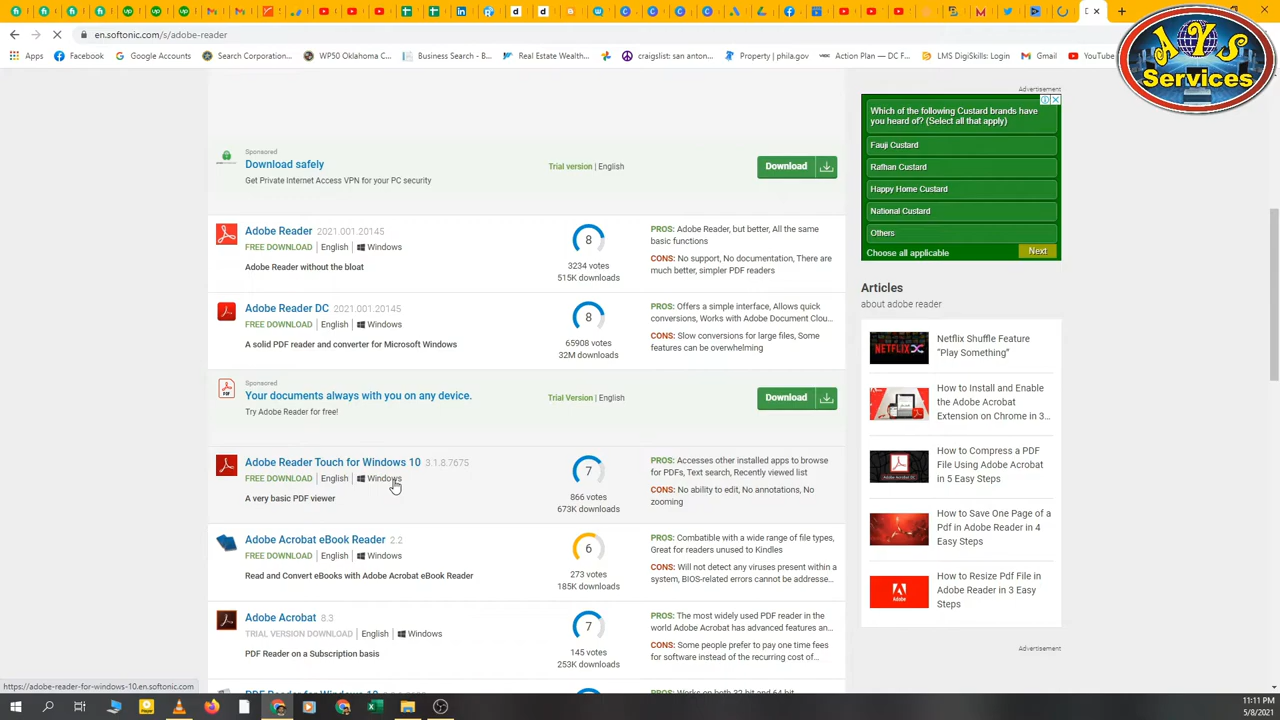 en.softonic.com/s/adobe-reader
Apps
Facebook
Google Accounts
Search Corporation...
WP50 Oklahoma C...
Business Search - B...
Real Estate Wealth...
craigslist: san anton...
Property | phila.gov
Action Plan — DC F...
LMS DigiSkills: Login
Gmail
YouTube
AYS
Services
Sponsored
Download safely
Get Private Internet Access VPN for your PC security
Trial version | English
Download
Adobe Reader 2021.001.20145
FREE DOWNLOAD | English | Windows
Adobe Reader without the bloat
8
3234 votes
515K downloads
PROS: Adobe Reader, but better, All the same
basic functions
CONS: No support, No documentation, There are
much better, simpler PDF readers
Adobe Reader DC 2021.001.20145
FREE DOWNLOAD | English | Windows
A solid PDF reader and converter for Microsoft Windows
8
65908 votes
32M downloads
PROS: Offers a simple interface, Allows quick
conversions, Works with Adobe Document Clou...
CONS: Slow conversions for large files, Some
features can be overwhelming
Sponsored
Your documents always with you on any device.
Try Adobe Reader for free!
Trial Version | English
Download
Adobe Reader Touch for Windows 10 3.1.8.7675
FREE DOWNLOAD | English | Windows
A very basic PDF viewer
7
866 votes
673K downloads
PROS: Accesses other installed apps to browse
for PDFs, Text search, Recently viewed list
CONS: No ability to edit, No annotations, No
zooming
Adobe Acrobat eBook Reader 2.2
FREE DOWNLOAD | English | Windows
Read and Convert eBooks with Adobe Acrobat eBook Reader
6
273 votes
185K downloads
PROS: Compatible with a wide range of file types,
Great for readers unused to Kindles
CONS: Will not detect any viruses present within a
system, BIOS-related errors cannot be addresse...
Adobe Acrobat 8.3
TRIAL VERSION DOWNLOAD | English | Windows
PDF Reader on a Subscription basis
7
145 votes
253K downloads
PROS: The most widely used PDF reader in the
world Adobe Acrobat has advanced features an...
CONS: Some people prefer to pay one time fees
for software instead of the recurring cost of...
PDF Reader for Windows 10
PROS: Works on both 32 bit and 64 bit
Advertisement
Which of the following Custard brands have
you heard of? (Select all that apply)
Fauji Custard
Rafhan Custard
Happy Home Custard
National Custard
Others
Choose all applicable
Next
Articles
about adobe reader
Netflix Shuffle Feature
“Play Something”
How to Install and Enable
the Adobe Acrobat
Extension on Chrome in 3...
How to Compress a PDF
File Using Adobe Acrobat
in 5 Easy Steps
How to Save One Page of a
Pdf in Adobe Reader in 4
Easy Steps
How to Resize Pdf File in
Adobe Reader in 3 Easy
Steps
Advertisement
https://adobe-reader-for-windows-10.en.softonic.com
11:11 PM
5/8/2021